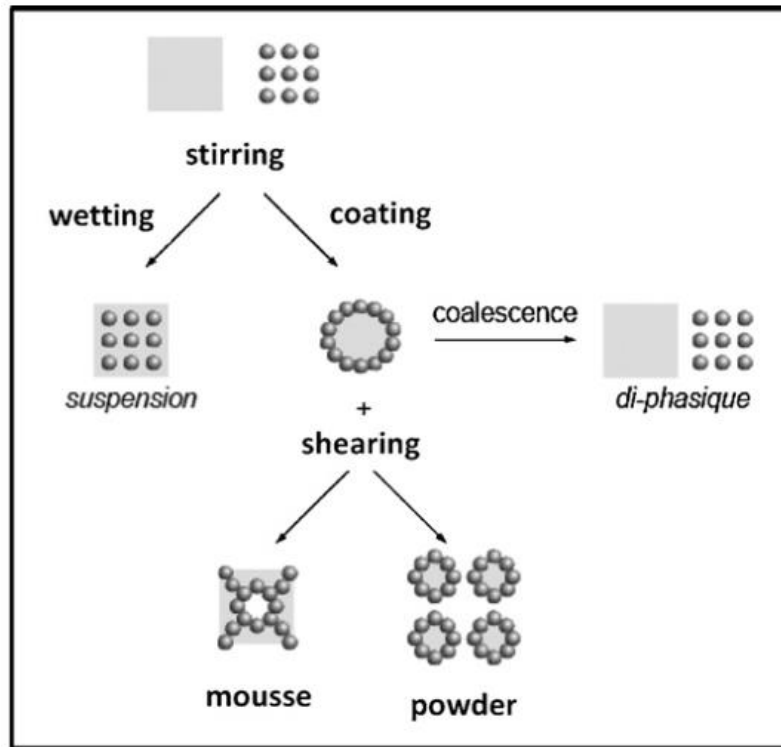 stirring
wetting
coating
coalescence
suspension
di-phasique
+
shearing
mousse
powder